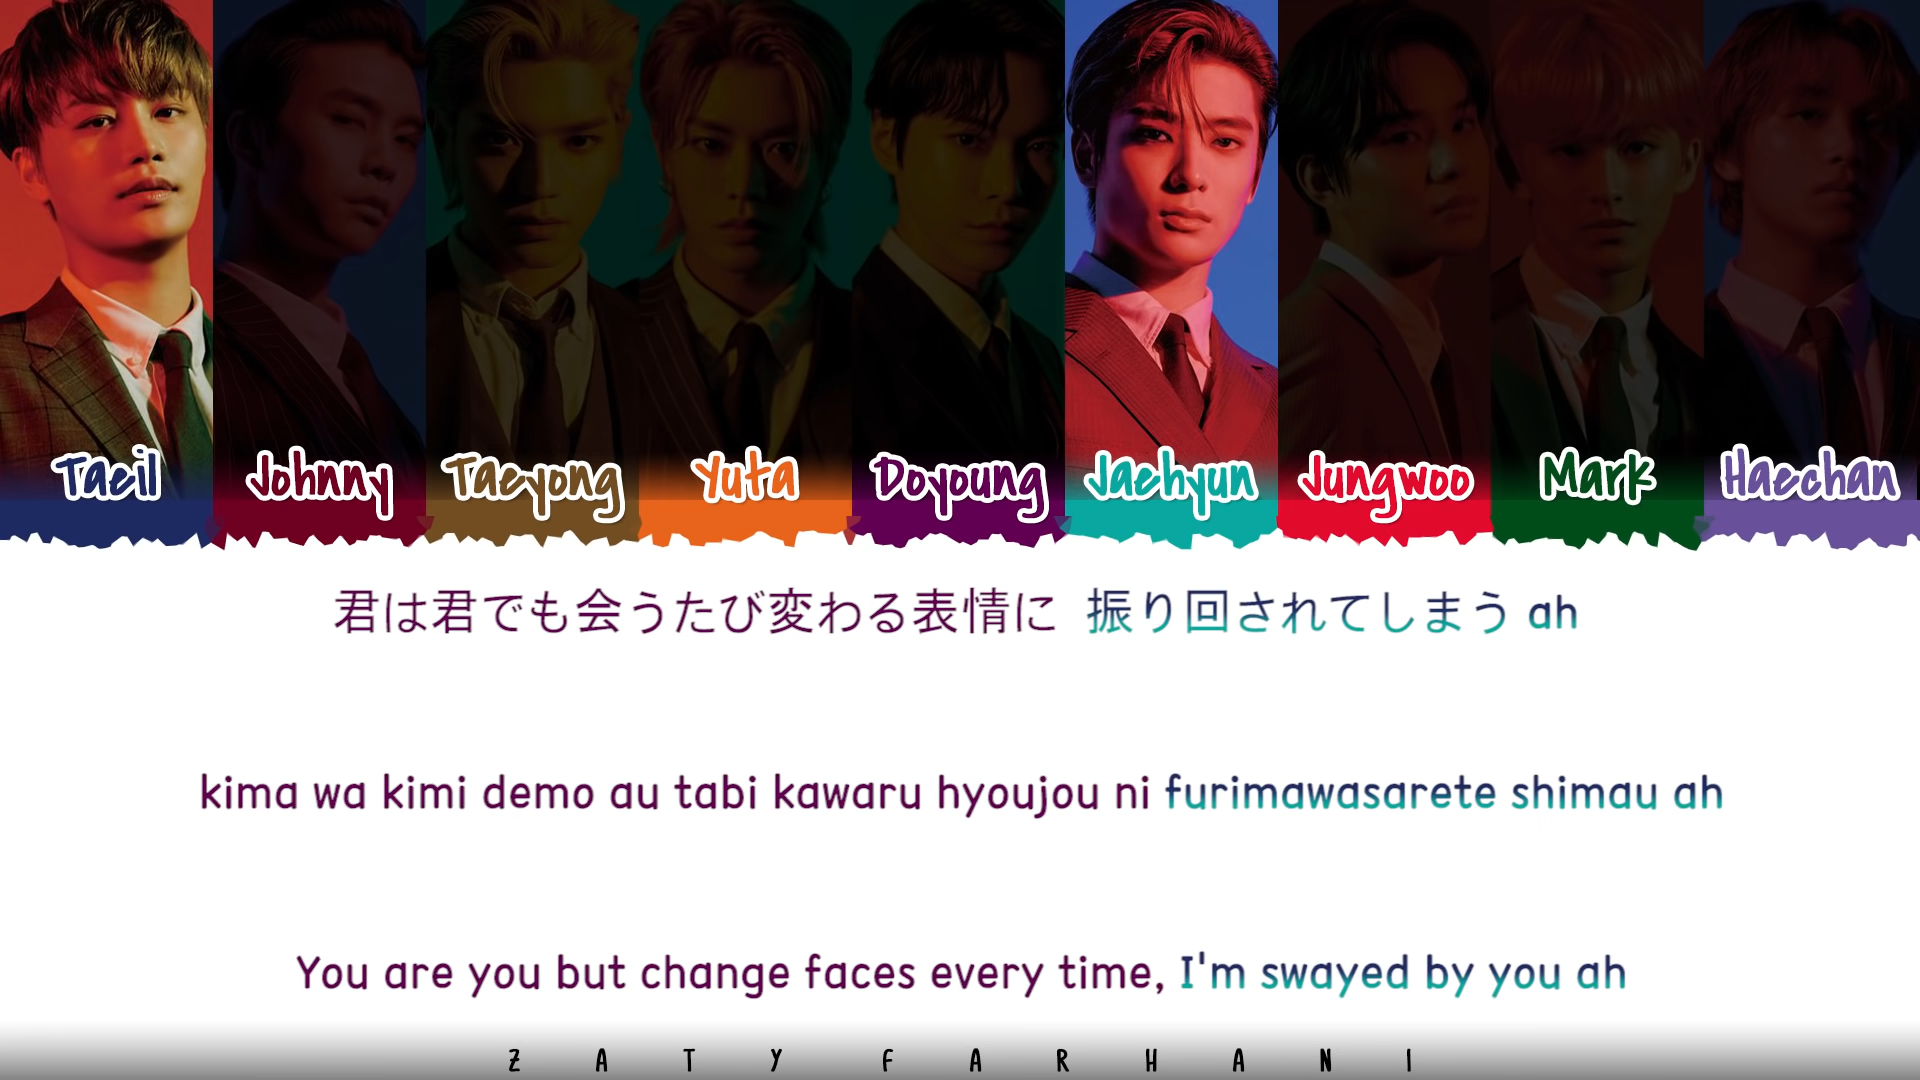 Taeil Johnny Taeyong Yuta Doyoung Jaehyun Jungwoo Mark Haechan
君は君でも会うたび変わる表情に 振り回されてしまう ah
kima wa kimi demo au tabi kawaru hyoujou ni furimawasarete shimau ah
You are you but change faces every time, I'm swayed by you ah
ZATY FARHANI